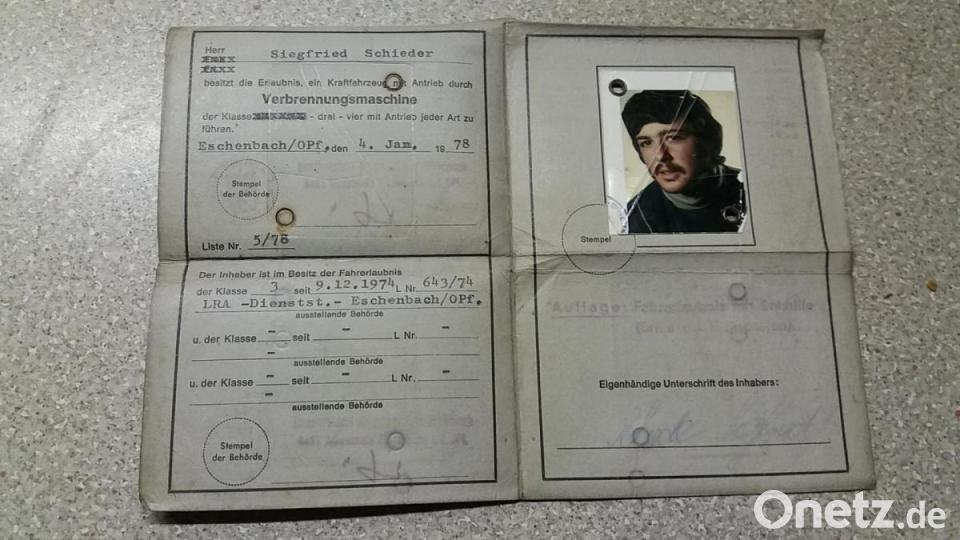 Herr
Siegfried Schieder
besitzt die Erlaubnis, ein Kraftfahrzeug mit Antrieb durch
Verbrennungsmaschine
der Klasse - drei - vier mit Antrieb jeder Art zu
führen.
Eschenbach/OPf, den 4. Jan. 1978
Stempel
der Behörde
Liste Nr. 5/78
Der Inhaber ist im Besitz der Fahrerlaubnis
der Klasse 3 seit 9.12.1974 L Nr. 643/74
LRA -Dienstst.- Eschenbach/OPf.
ausstellende Behörde
u. der Klasse - seit - L Nr. -
-
ausstellende Behörde
u. der Klasse - seit - L Nr. -
-
ausstellende Behörde
Stempel
der Behörde
Stempel
Auflage:
Eigenhändige Unterschrift des Inhabers:
Onetz.de